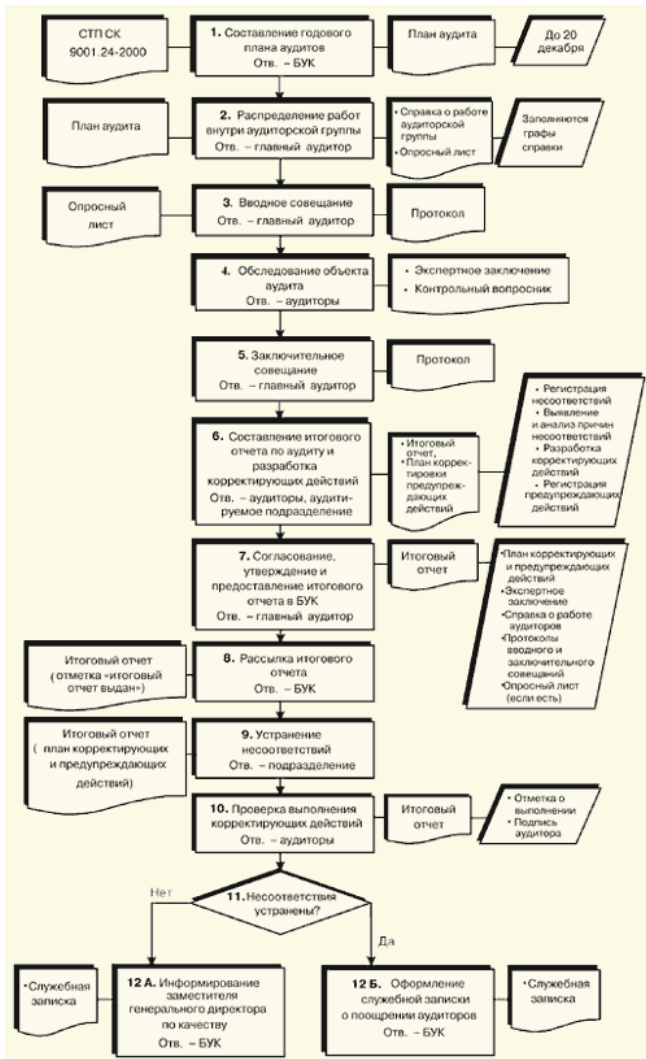 СТП СК
9001.24-2000
1. Составление годового
плана аудитов
Отв. – БУК
План аудита
До 20
декабря
План аудита
2. Распределение работ
внутри аудиторской группы
Отв. – главный аудитор
• Справка о работе
аудиторской
группы
• Опросный лист
Заполняются
графы
справки
Опросный
лист
3. Вводное совещание
Отв. – главный аудитор
Протокол
4. Обследование объекта
аудита
Отв. – аудиторы
• Экспертное заключение
• Контрольный вопросник
5. Заключительное
совещание
Отв. – главный аудитор
Протокол
6. Составление итогового
отчета по аудиту и
разработка
корректирующих действий
Отв. – аудиторы, аудити-
руемое подразделение
• Итоговый
отчет,
• План коррек-
тировки
предупреж-
дающих
действий
• Регистрация
несоответствий
• Выявление
и анализ причин
несоответствий
• Разработка
корректирующих
действий
• Регистрация
предупреждающих
действий
7. Согласование,
утверждение и
предоставление итогового
отчета в БУК
Отв. – главный аудитор
Итоговый
отчет
•План корректирующих
и предупреждающих
действий
•Экспертное
заключение
•Справка о работе
аудиторов
•Протоколы
вводного и
заключительного
совещаний
•Опросный лист
(если есть)
Итоговый отчет
(отметка «итоговый
отчет выдан»)
8. Рассылка итогового
отчета
Отв. – БУК
Итоговый отчет
( план корректирующих
и предупреждающих
действий)
9. Устранение
несоответствий
Отв. – подразделение
10. Проверка выполнения
корректирующих действий
Отв. – аудиторы
Итоговый
отчет
• Отметка о
выполнении
• Подпись
аудитора
11. Несоответствия
устранены?
Нет
Да
•Служебная
записка
12 А. Информирование
заместителя
генерального директора
по качеству
Отв. – БУК
12 Б. Оформление
служебной записки
о поощрении аудиторов
Отв. – БУК
• Служебная
записка